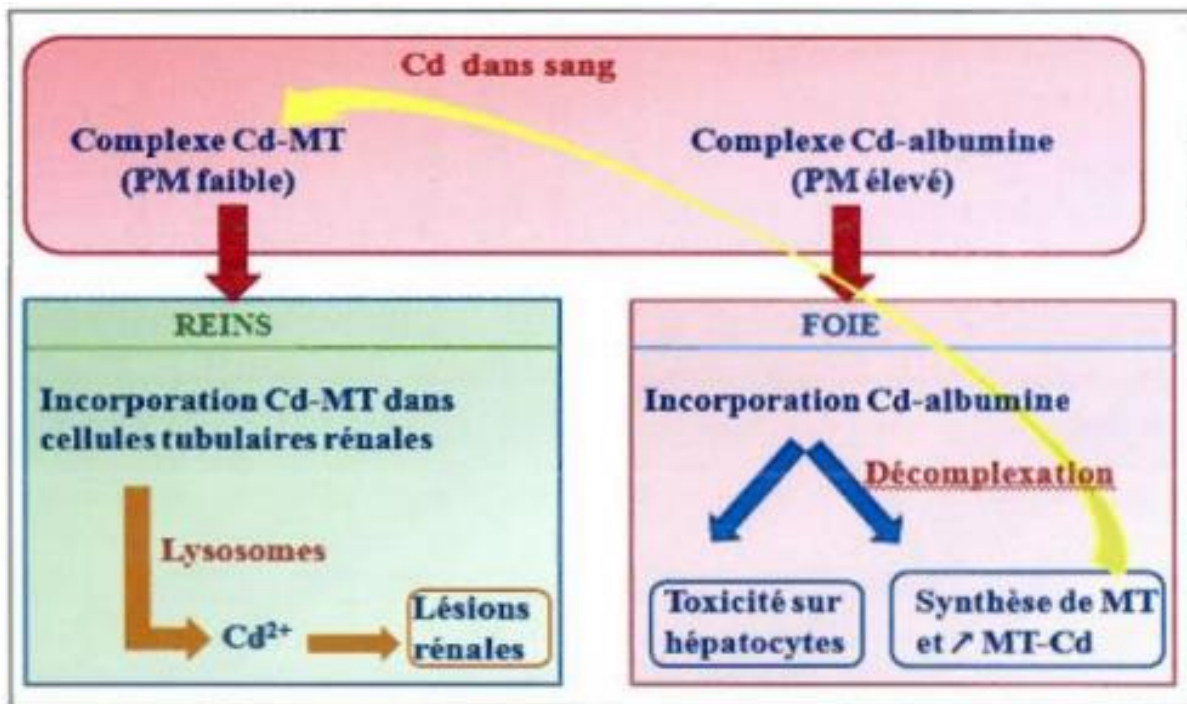 Cd dans sang
Complexe Cd-MT
(PM faible)
Complexe Cd-albumine
(PM élevé)
REINS
Incorporation Cd-MT dans
cellules tubulaires rénales
Lysosomes
Cd²⁺
Lésions
rénales
FOIE
Incorporation Cd-albumine
Décomplexation
Toxicité sur
hépatocytes
Synthèse de MT
et ↗ MT-Cd